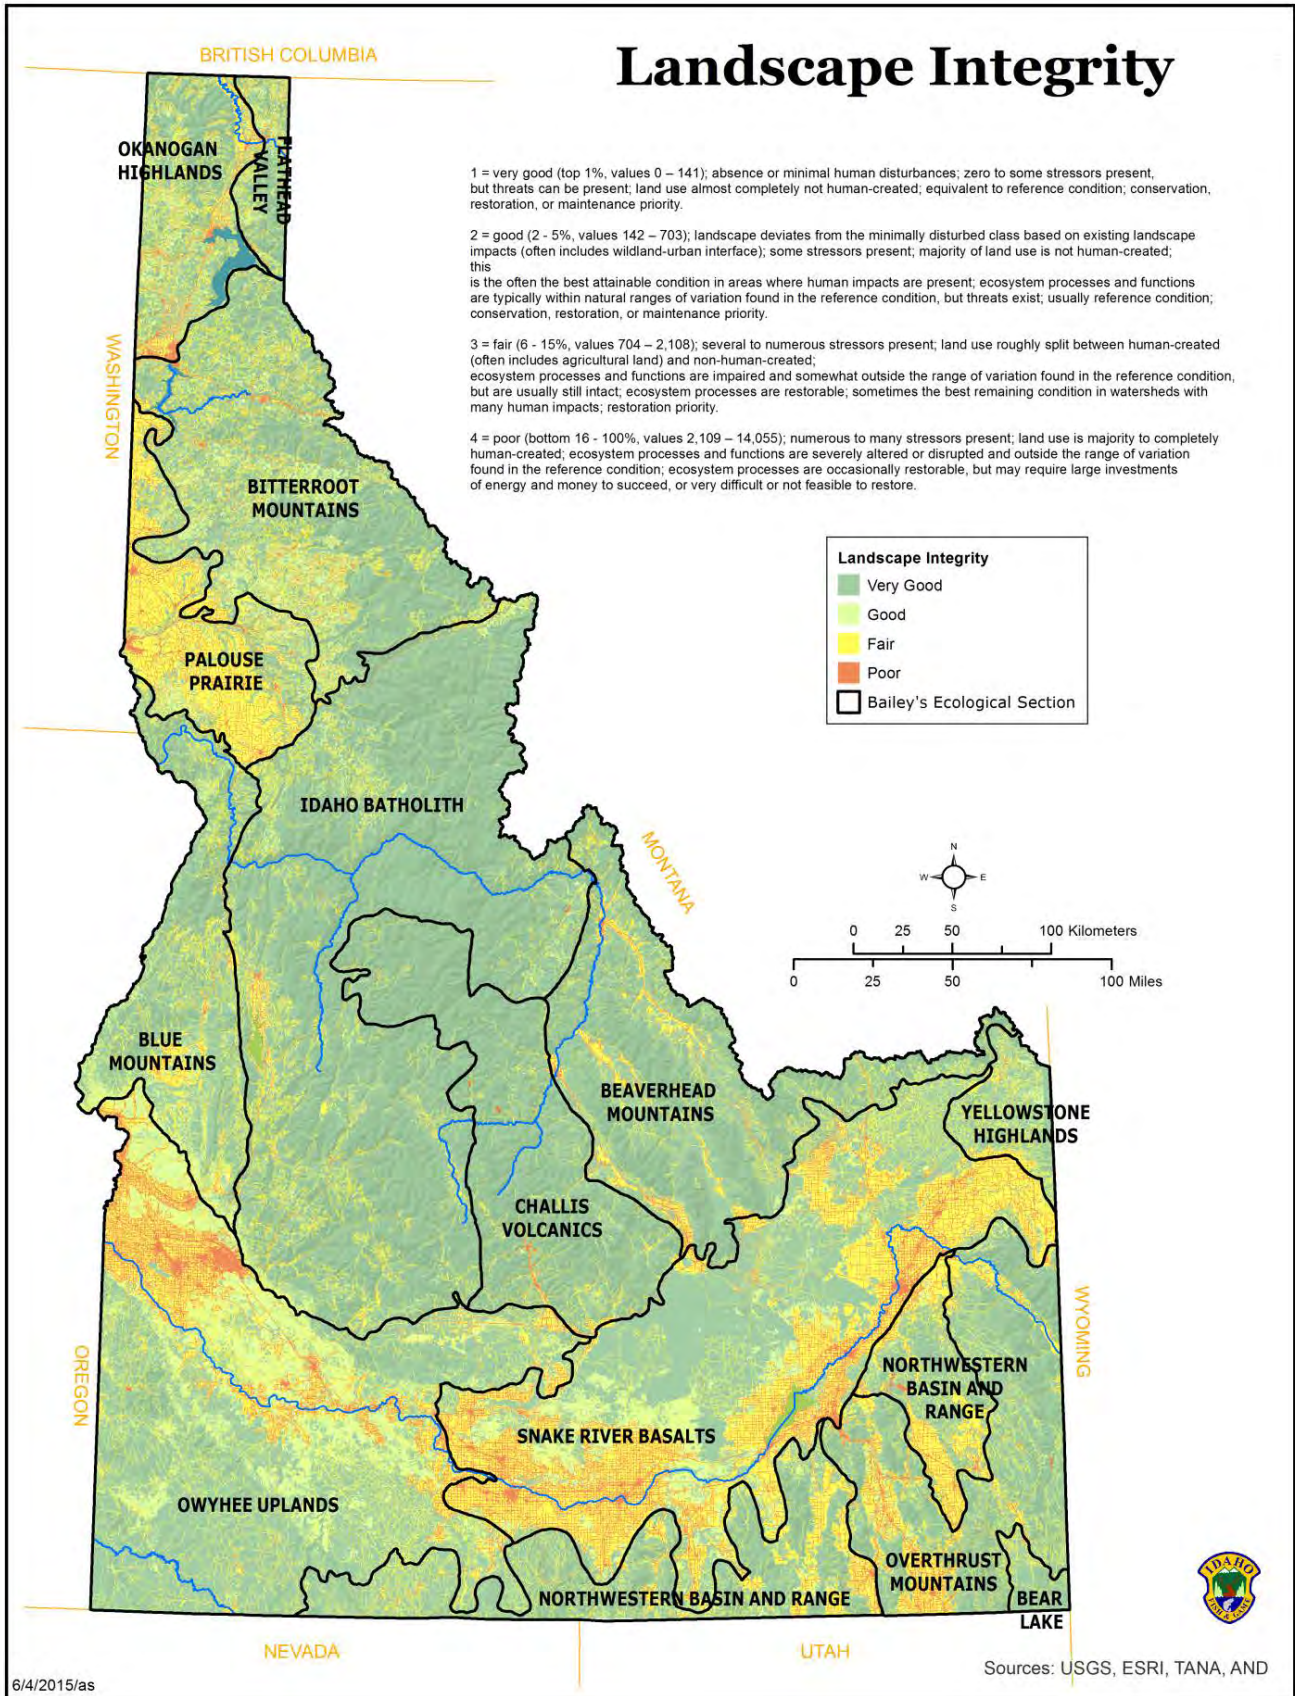 Landscape Integrity
BRITISH COLUMBIA
OKANOGAN
HIGHLANDS
FLATHEAD
VALLEY
1 = very good (top 1%, values 0 – 141); absence or minimal human disturbances; zero to some stressors present,
but threats can be present; land use almost completely not human-created; equivalent to reference condition; conservation,
restoration, or maintenance priority.
2 = good (2 - 5%, values 142 – 703); landscape deviates from the minimally disturbed class based on existing landscape
impacts (often includes wildland-urban interface); some stressors present; majority of land use is not human-created;
this
is the often the best attainable condition in areas where human impacts are present; ecosystem processes and functions
are typically within natural ranges of variation found in the reference condition, but threats exist; usually reference condition;
conservation, restoration, or maintenance priority.
3 = fair (6 - 15%, values 704 – 2,108); several to numerous stressors present; land use roughly split between human-created
(often includes agricultural land) and non-human-created;
ecosystem processes and functions are impaired and somewhat outside the range of variation found in the reference condition,
but are usually still intact; ecosystem processes are restorable; sometimes the best remaining condition in watersheds with
many human impacts; restoration priority.
4 = poor (bottom 16 - 100%, values 2,109 – 14,055); numerous to many stressors present; land use is majority to completely
human-created; ecosystem processes and functions are severely altered or disrupted and outside the range of variation
found in the reference condition; ecosystem processes are occasionally restorable, but may require large investments
of energy and money to succeed, or very difficult or not feasible to restore.
WASHINGTON
BITTERROOT
MOUNTAINS
Landscape Integrity
Very Good
Good
Fair
Poor
Bailey's Ecological Section
PALOUSE
PRAIRIE
IDAHO BATHOLITH
MONTANA
N
W
E
S
0 25 50 100 Kilometers
0 25 50 100 Miles
BLUE
MOUNTAINS
BEAVERHEAD
MOUNTAINS
YELLOWSTONE
HIGHLANDS
CHALLIS
VOLCANICS
OREGON
WYOMING
NORTHWESTERN
BASIN AND
RANGE
SNAKE RIVER BASALTS
OWYHEE UPLANDS
OVERTHRUST
MOUNTAINS
NORTHWESTERN BASIN AND RANGE
BEAR
LAKE
IDAHO
FISH & GAME
NEVADA
UTAH
Sources: USGS, ESRI, TANA, AND
6/4/2015/as